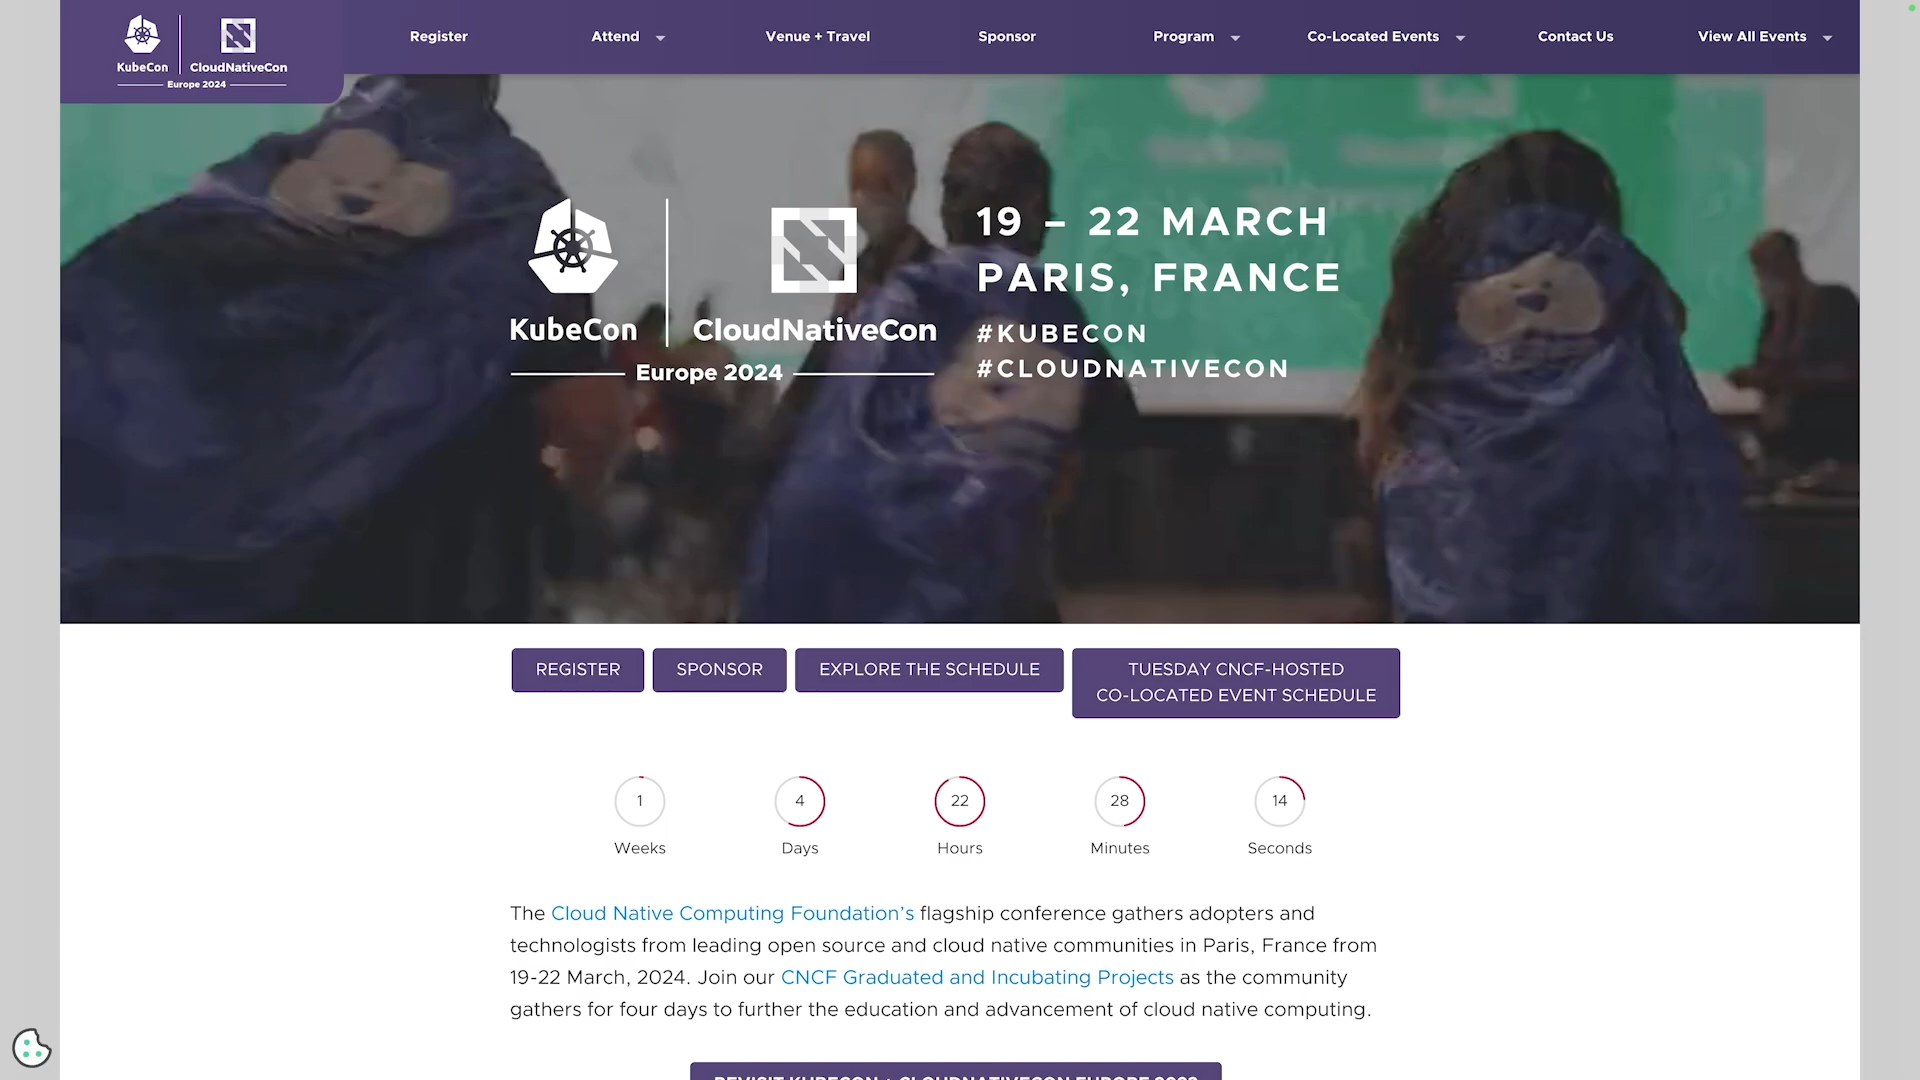 KubeCon CloudNativeCon
Europe 2024
Register Attend Venue + Travel Sponsor Program Co-Located Events Contact Us View All Events
KubeCon CloudNativeCon
Europe 2024
19 – 22 MARCH
PARIS, FRANCE
#KUBECON
#CLOUDNATIVECON
REGISTER
SPONSOR
EXPLORE THE SCHEDULE
TUESDAY CNCF-HOSTED
CO-LOCATED EVENT SCHEDULE
1 4 22 28 14
Weeks Days Hours Minutes Seconds
The Cloud Native Computing Foundation’s flagship conference gathers adopters and
technologists from leading open source and cloud native communities in Paris, France from
19-22 March, 2024. Join our CNCF Graduated and Incubating Projects as the community
gathers for four days to further the education and advancement of cloud native computing.
REVISIT KUBECON + CLOUDNATIVECON EUROPE 2023